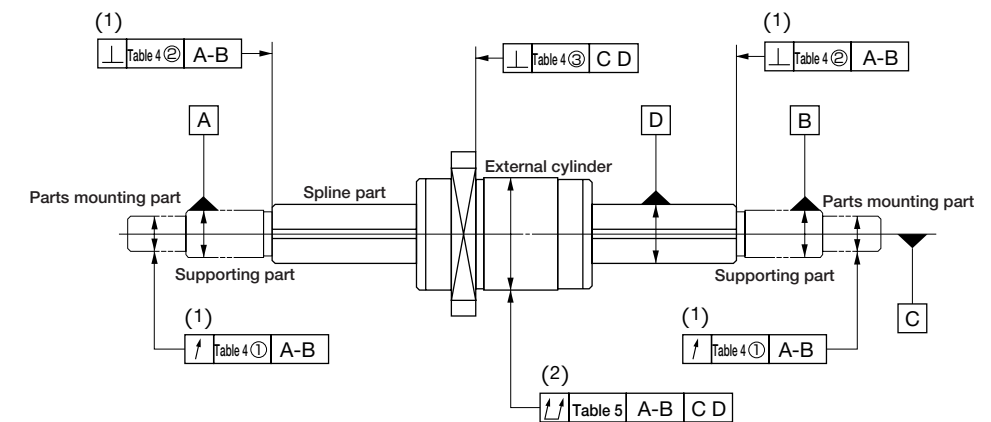 (1)
⊥ Table 4② A-B
⊥ Table 4③ C D
(1)
⊥ Table 4② A-B
A
D
B
External cylinder
Spline part
Parts mounting part
Parts mounting part
Supporting part
Supporting part
C
(1)
↗ Table 4① A-B
(1)
↗ Table 4① A-B
(2)
⌰ Table 5 A-B C D